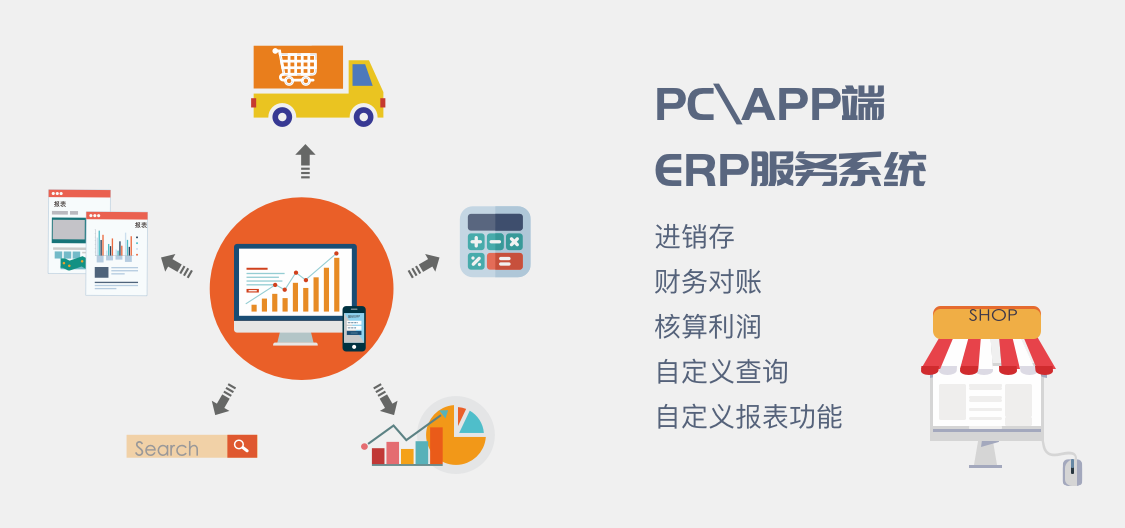 PC\APP端
ERP服务系统
进销存
财务对账
核算利润
自定义查询
自定义报表功能
报表
报表
Search
SHOP